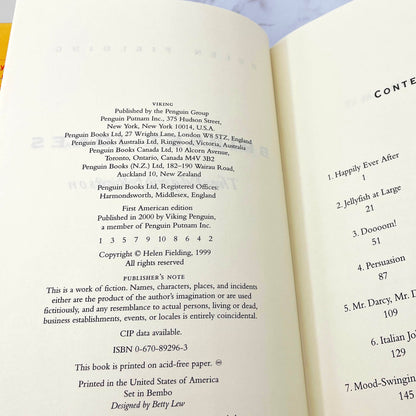 VIKING
Published by the Penguin Group
Penguin Putnam Inc., 375 Hudson Street,
New York, New York 10014, U.S.A.
Penguin Books Ltd, 27 Wrights Lane, London W8 5TZ, England
Penguin Books Australia Ltd, Ringwood, Victoria, Australia
Penguin Books Canada Ltd, 10 Alcorn Avenue,
Toronto, Ontario, Canada M4V 3B2
Penguin Books (N.Z.) Ltd, 182–190 Wairau Road,
Auckland 10, New Zealand
Penguin Books Ltd, Registered Offices:
Harmondsworth, Middlesex, England
First American edition
Published in 2000 by Viking Penguin,
a member of Penguin Putnam Inc.
1 3 5 7 9 10 8 6 4 2
Copyright © Helen Fielding, 1999
All rights reserved
PUBLISHER'S NOTE
This is a work of fiction. Names, characters, places, and incidents
either are the product of the author's imagination or are used
fictitiously, and any resemblance to actual persons, living or dead,
business establishments, events, or locales is entirely coincidental.
CIP data available.
ISBN 0-670-89296-3
This book is printed on acid-free paper. ∞
Printed in the United States of America
Set in Bembo
Designed by Betty Lew
CONTE
1. Happily Ever After
1
2. Jellyfish at Large
21
3. Doooom!
51
4. Persuasion
87
5. Mr. Darcy, Mr. D
109
6. Italian Jo
129
7. Mood-Swingin
145